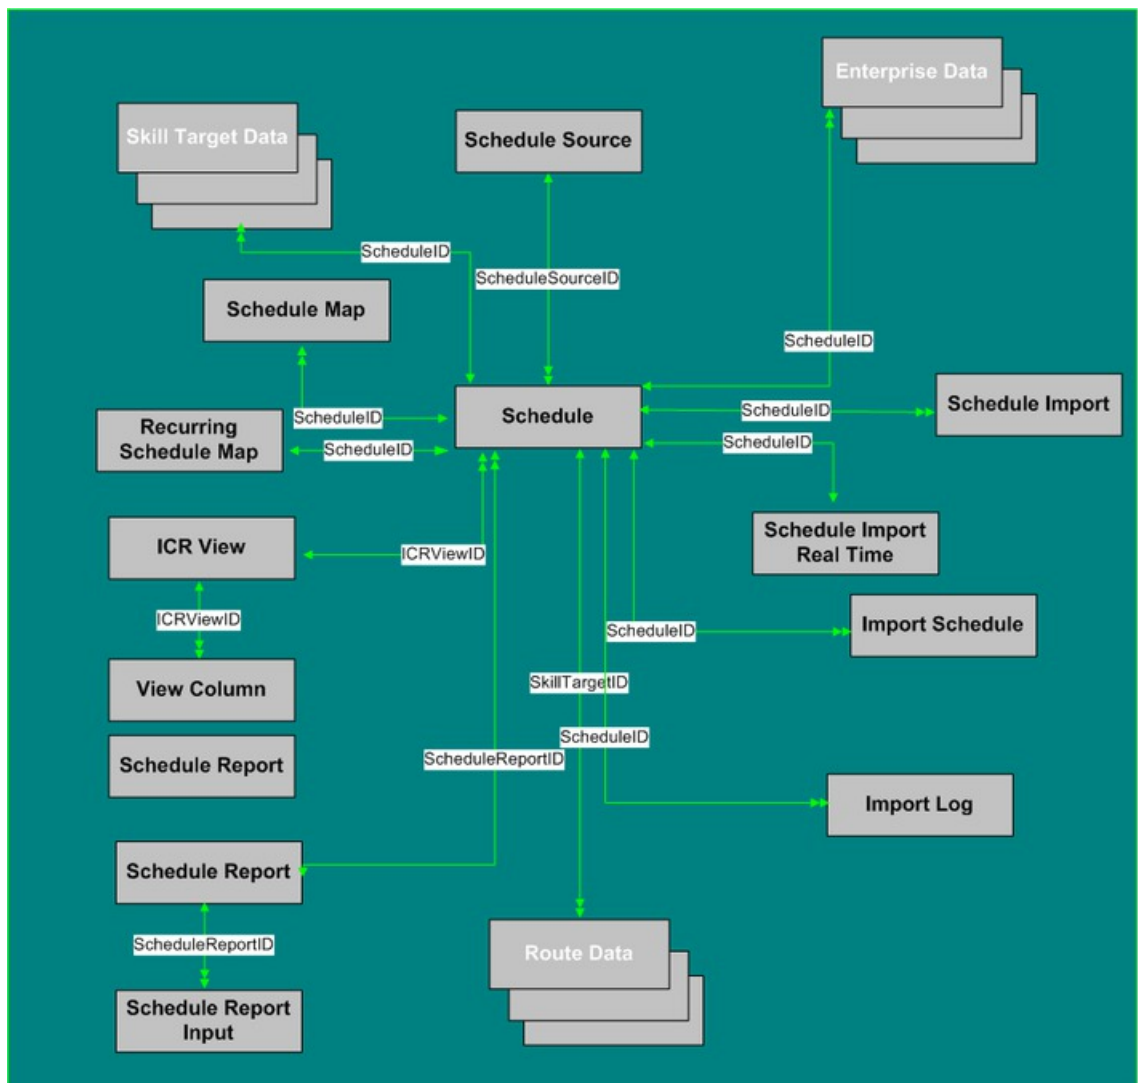 Enterprise Data
Skill Target Data
Schedule Source
ScheduleID
ScheduleSourceID
Schedule Map
ScheduleID
Schedule
ScheduleID
Schedule Import
ScheduleID
Recurring
Schedule Map
ScheduleID
ScheduleID
ICR View
ICRViewID
Schedule Import
Real Time
ICRViewID
ScheduleID
Import Schedule
View Column
SkillTargetID
ScheduleID
Schedule Report
ScheduleReportID
Import Log
Schedule Report
ScheduleReportID
Route Data
Schedule Report
Input